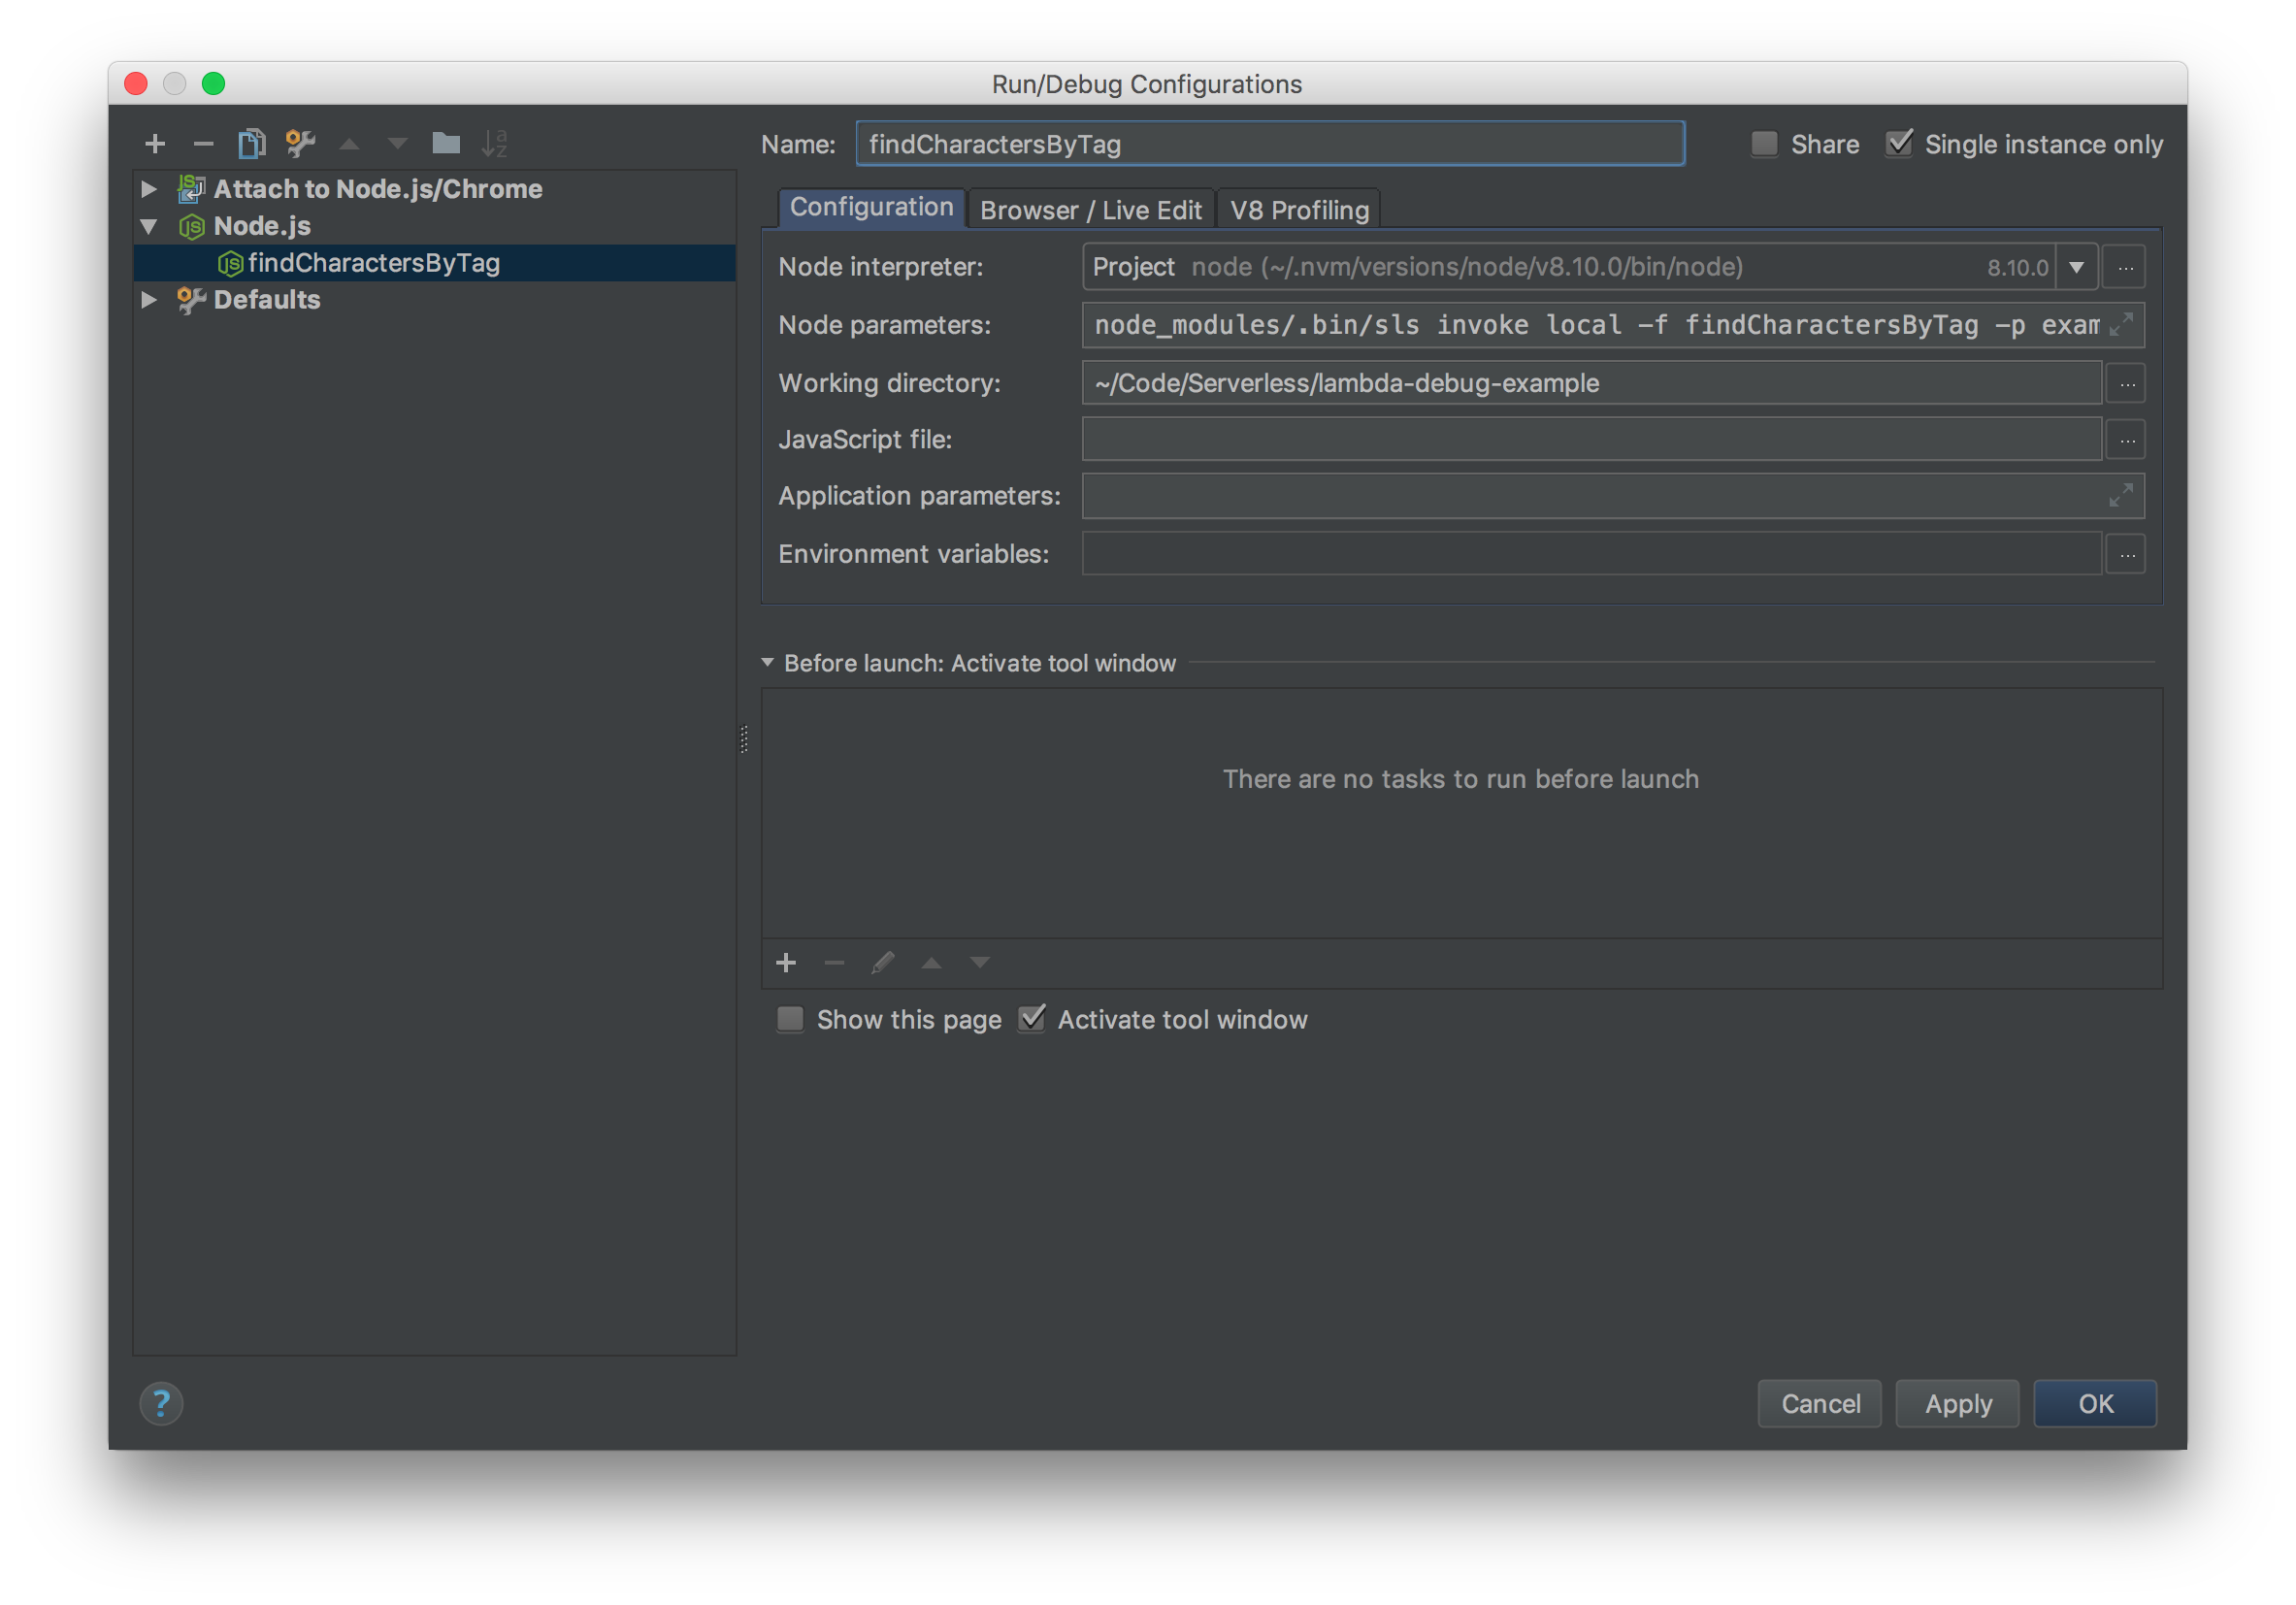 Run/Debug Configurations
Name: findCharactersByTag Share Single instance only
Attach to Node.js/Chrome
Node.js
findCharactersByTag
Defaults
Configuration Browser / Live Edit V8 Profiling
Node interpreter: Project node (~/.nvm/versions/node/v8.10.0/bin/node) 8.10.0 ...
Node parameters: node_modules/.bin/sls invoke local -f findCharactersByTag -p exam
Working directory: ~/Code/Serverless/lambda-debug-example ...
JavaScript file: ...
Application parameters:
Environment variables: ...
Before launch: Activate tool window
There are no tasks to run before launch
Show this page Activate tool window
? Cancel Apply OK